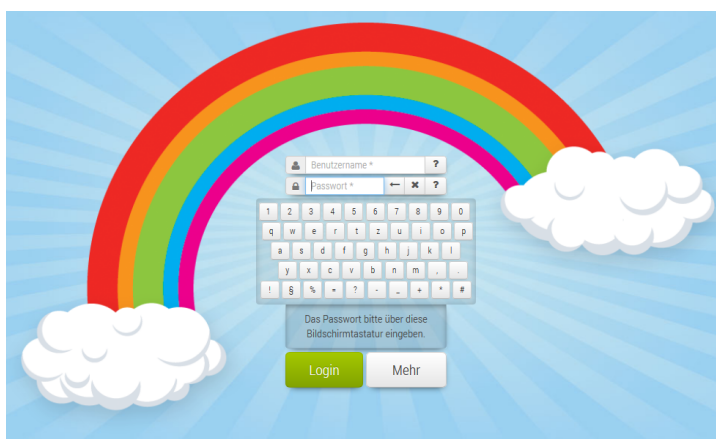 Benutzername * ?
Passwort * ← ✖ ?
1 2 3 4 5 6 7 8 9 0
q w e r t z u i o p
a s d f g h j k l
y x c v b n m , .
! § % = ? - _ + * #
Das Passwort bitte über diese
Bildschirmtastatur eingeben.
Login Mehr